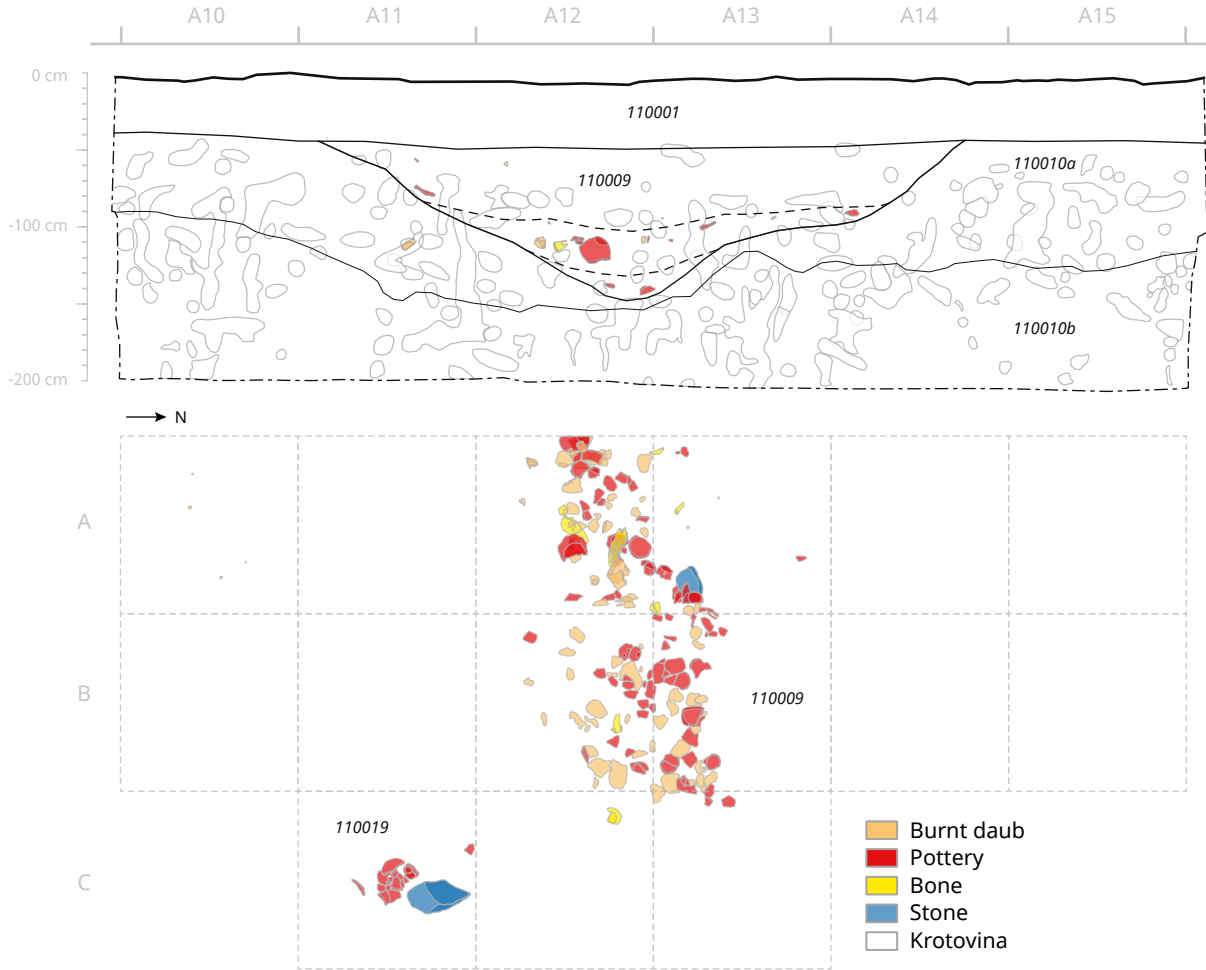 A10 A11 A12 A13 A14 A15
0 cm
110001
110010a
110009
-100 cm
110010b
-200 cm
N
A
B
110009
110019
C
Burnt daub
Pottery
Bone
Stone
Krotovina